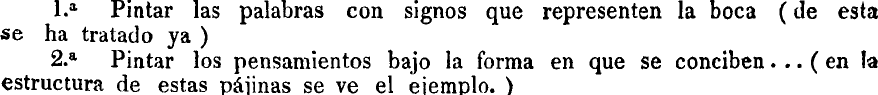 1.ª Pintar las palabras con signos que representen la boca (de esta
se ha tratado ya)
2.ª Pintar los pensamientos bajo la forma en que se conciben...(en la
estructura de estas pájinas se ve el ejemplo.)